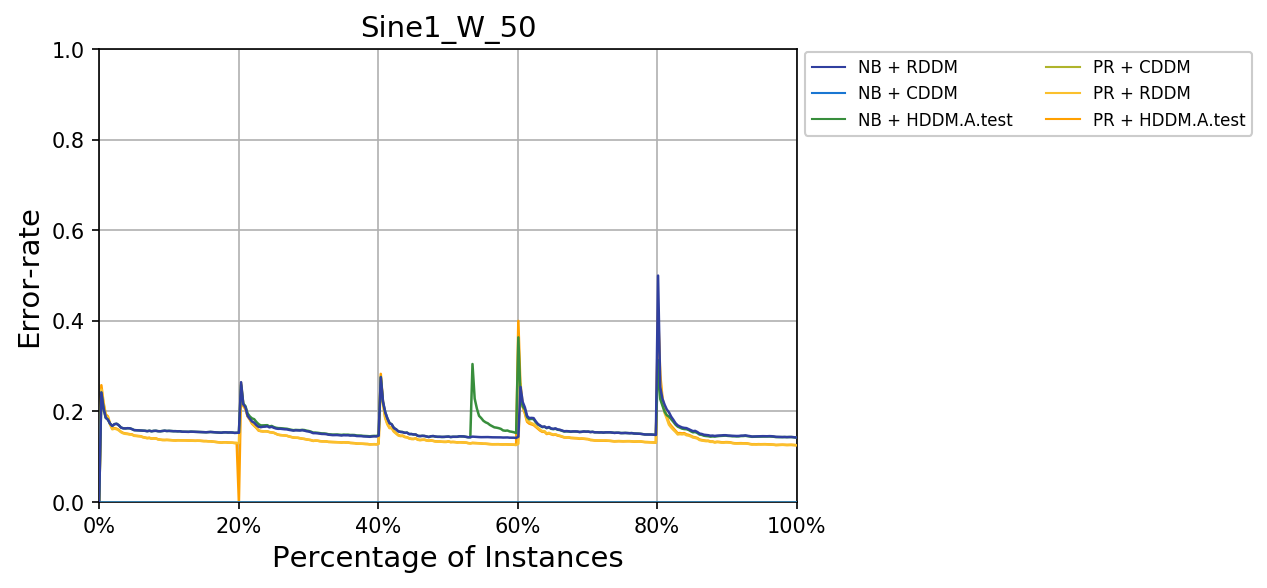 Sine1_W_50
1.0
0.8
0.6
0.4
0.2
0.0
Error-rate
0%
20%
40%
60%
80%
100%
Percentage of Instances
NB + RDDM
NB + CDDM
NB + HDDM.A.test
PR + CDDM
PR + RDDM
PR + HDDM.A.test